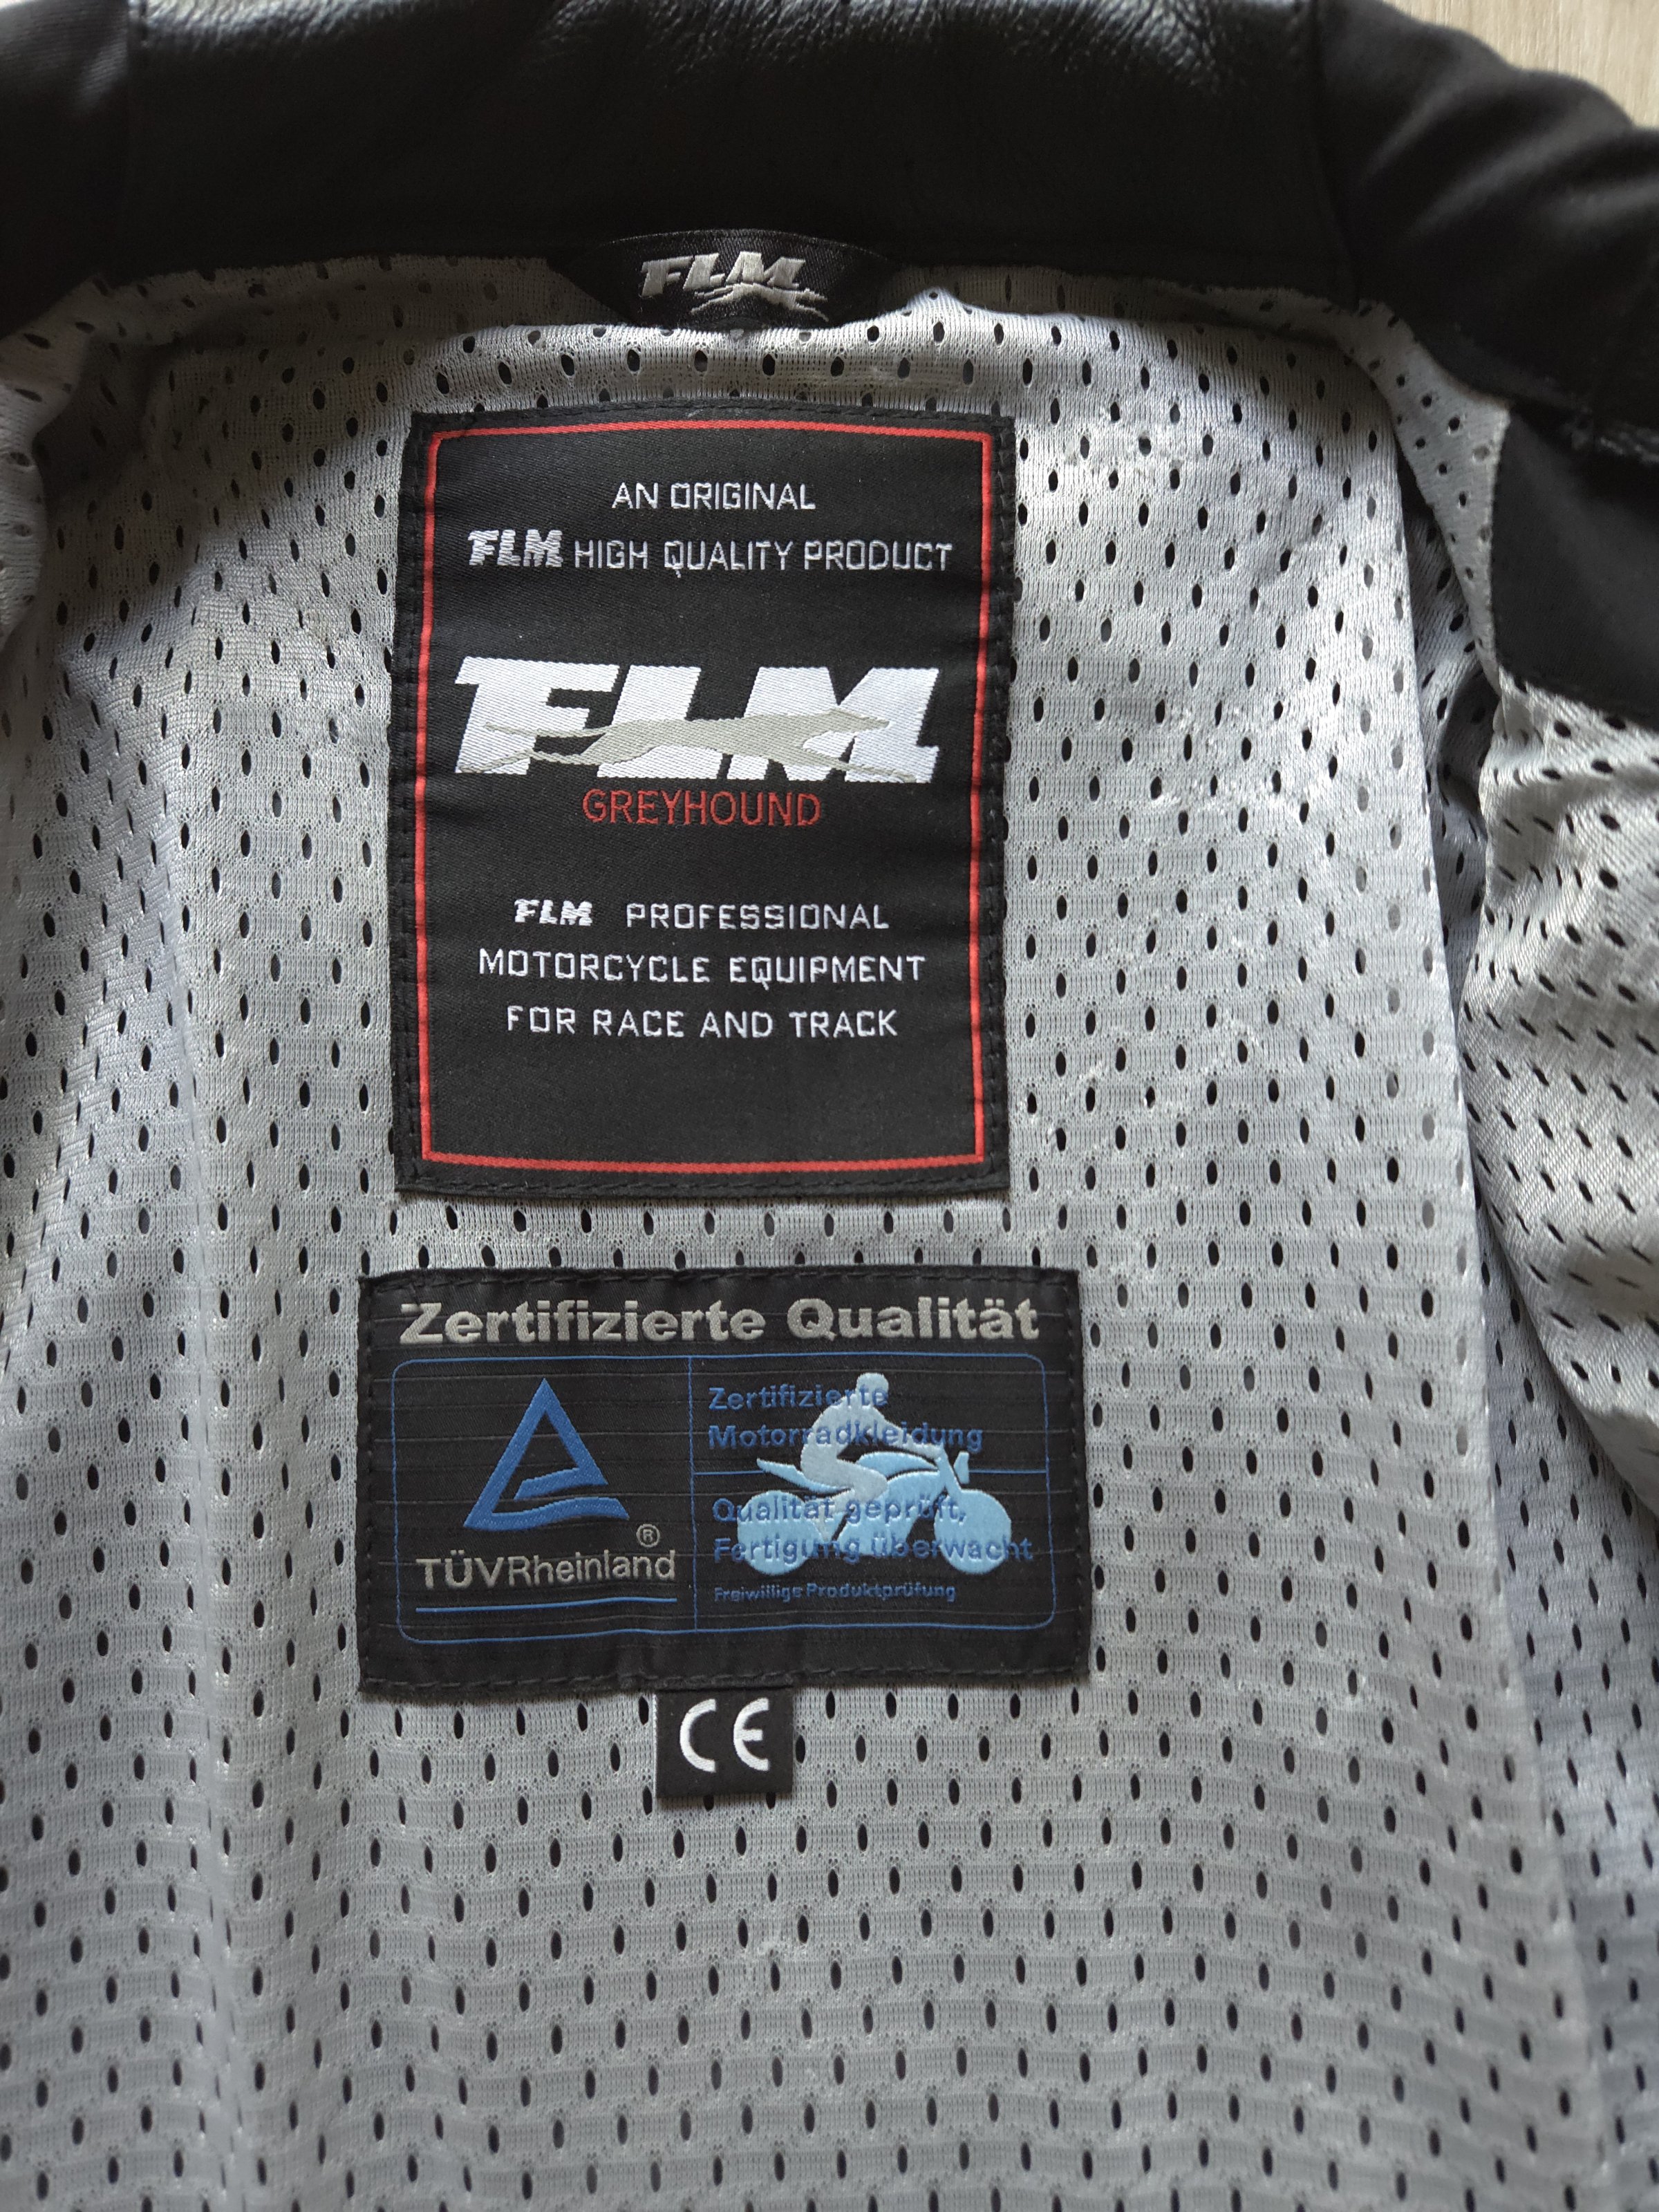 FLM
AN ORIGINAL
FLM HIGH QUALITY PRODUCT
FLM
GREYHOUND
FLM PROFESSIONAL
MOTORCYCLE EQUIPMENT
FOR RACE AND TRACK
Zertifizierte Qualität
®
TÜVRheinland
Zertifizierte
Motorradkleidung
Qualität geprüft,
Fertigung überwacht
Freiwillige Produktprüfung
CE